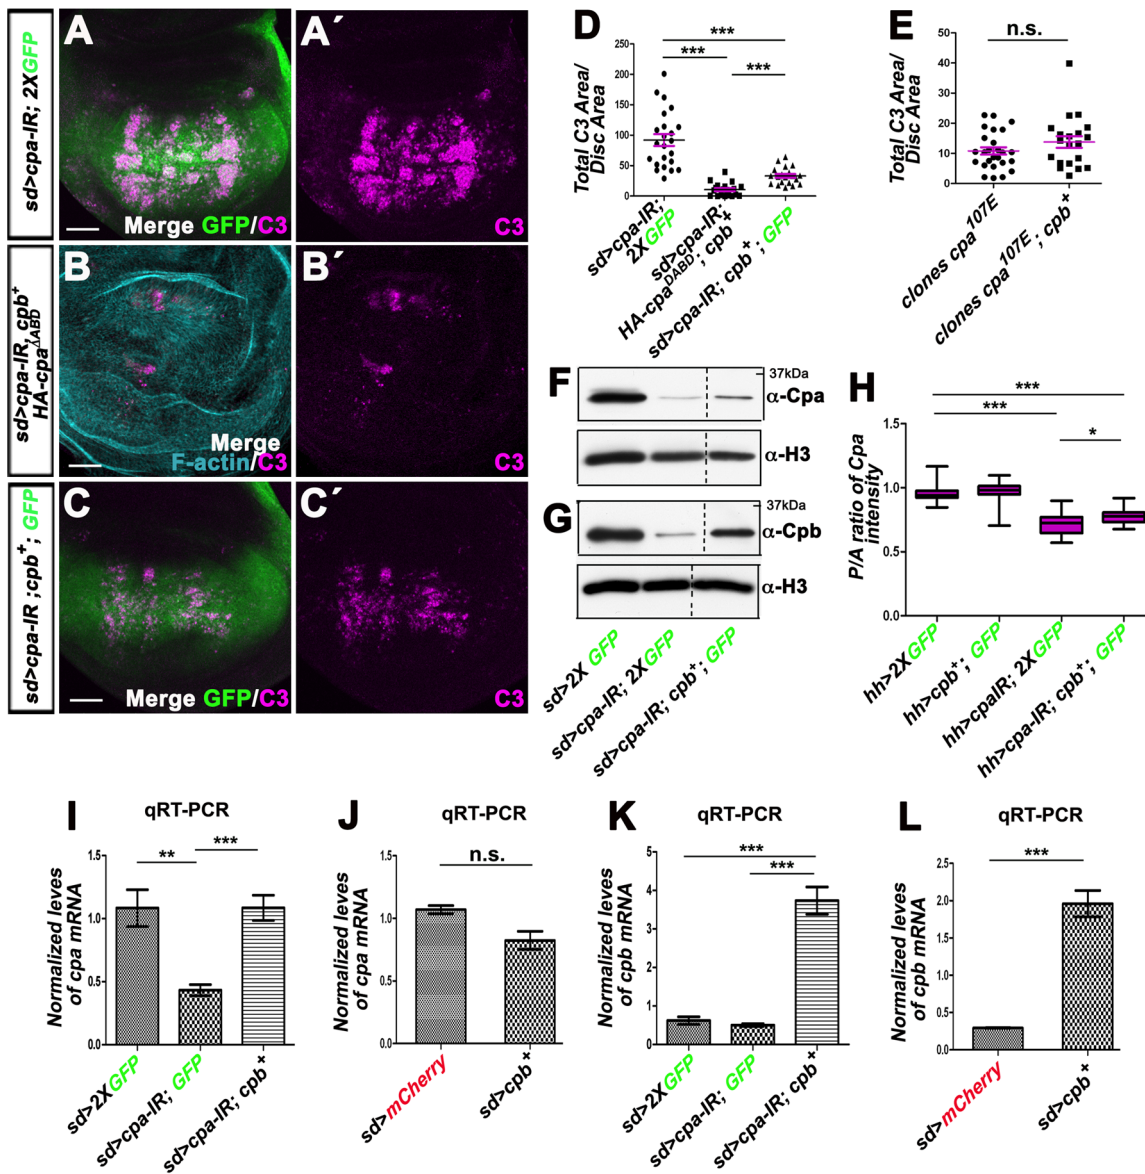 sd>cpa-IR; 2XGFP
A
Merge GFP/C3
A´
C3
sd>cpa-IR, cpb+
HA-cpaΔABD
B
Merge
F-actin/C3
B´
C3
sd>cpa-IR ;cpb+; GFP
C
Merge GFP/C3
C´
C3
D
Total C3 Area/
Disc Area
250
200
150
100
50
0
***
***
***
sd>cpa-IR;
2XGFP
sd>cpa-IR;
HA-cpaDABD; cpb+
sd>cpa-IR; cpb+; GFP
E
Total C3 Area/
Disc Area
50
40
30
20
10
0
n.s.
clones cpa107E
clones cpa107E; cpb+
F
37kDa
α-Cpa
α-H3
G
37kDa
α-Cpb
α-H3
sd>2X GFP
sd>cpa-IR; 2XGFP
sd>cpa-IR; cpb+; GFP
H
P/A ratio of Cpa
intensity
1.5
1.0
0.5
0.0
***
***
*
hh>2XGFP
hh>cpb+; GFP
hh>cpaIR; 2XGFP
hh>cpa-IR; cpb+; GFP
I
qRT-PCR
Normalized leves
of cpa mRNA
1.5
1.0
0.5
0.0
**
***
sd>2XGFP
sd>cpa-IR; GFP
sd>cpa-IR; cpb+
J
qRT-PCR
Normalized leves
of cpa mRNA
1.5
1.0
0.5
0.0
n.s.
sd>mCherry
sd>cpb+
K
qRT-PCR
Normalized leves
of cpb mRNA
5
4
3
2
1
0
***
***
sd>2XGFP
sd>cpa-IR; GFP
sd>cpa-IR; cpb+
L
qRT-PCR
Normalized leves
of cpb mRNA
2.5
2.0
1.5
1.0
0.5
0.0
***
sd>mCherry
sd>cpb+